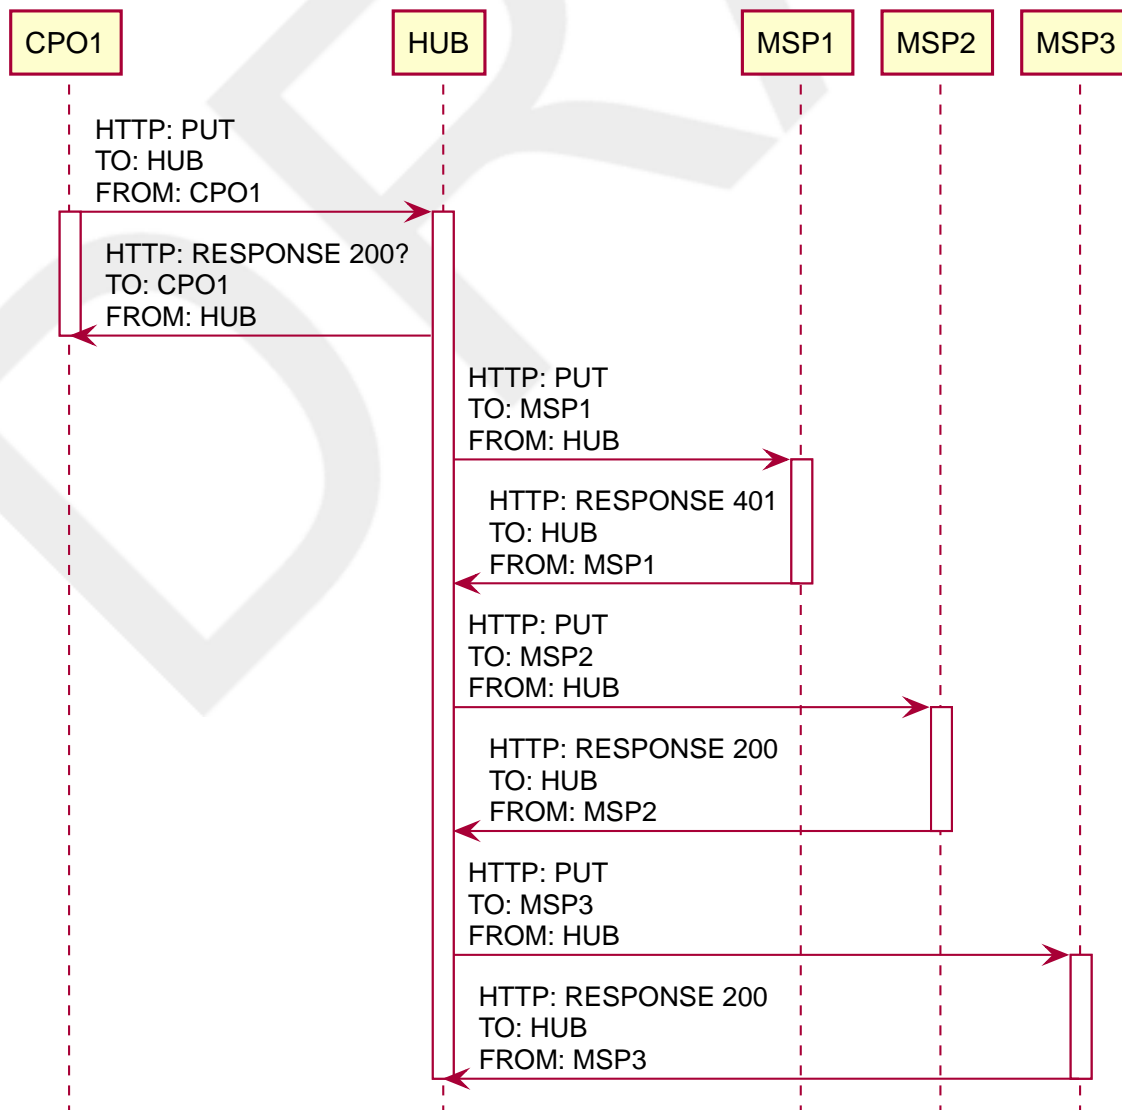 CPO1
HUB
MSP1
MSP2
MSP3
HTTP: PUT
TO: HUB
FROM: CPO1
HTTP: RESPONSE 200?
TO: CPO1
FROM: HUB
HTTP: PUT
TO: MSP1
FROM: HUB
HTTP: RESPONSE 401
TO: HUB
FROM: MSP1
HTTP: PUT
TO: MSP2
FROM: HUB
HTTP: RESPONSE 200
TO: HUB
FROM: MSP2
HTTP: PUT
TO: MSP3
FROM: HUB
HTTP: RESPONSE 200
TO: HUB
FROM: MSP3